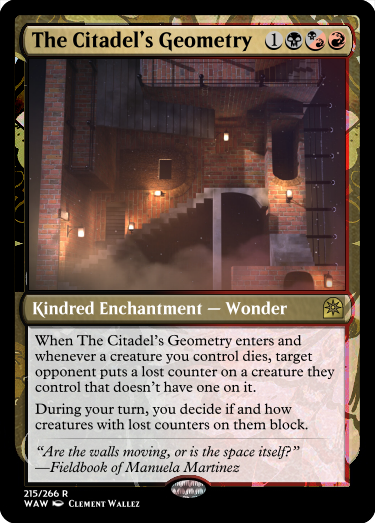 The Citadel's Geometry 1
Kindred Enchantment — Wonder
When The Citadel's Geometry enters and
whenever a creature you control dies, target
opponent puts a lost counter on a creature they
control that doesn't have one on it.
During your turn, you decide if and how
creatures with lost counters on them block.
“Are the walls moving, or is the space itself?”
—Fieldbook of Manuela Martinez
215/266 R
WAW Clement Wallez